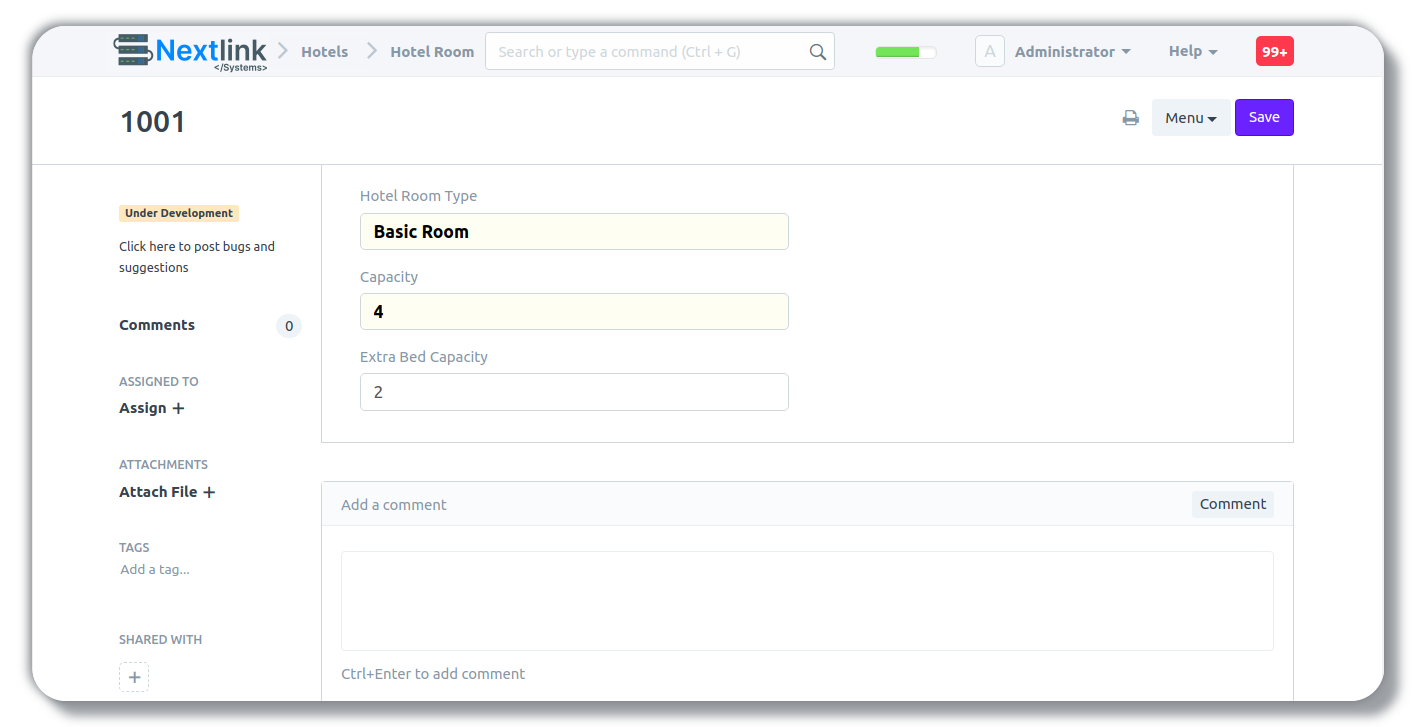 Nextlink
</Systems>
Hotels
Hotel Room
Search or type a command (Ctrl + G)
A
Administrator
Help
99+
1001
Menu
Save
Under Development
Click here to post bugs and
suggestions
Comments
0
ASSIGNED TO
Assign +
ATTACHMENTS
Attach File +
TAGS
Add a tag...
SHARED WITH
+
Hotel Room Type
Basic Room
Capacity
4
Extra Bed Capacity
2
Add a comment
Comment
Ctrl+Enter to add comment